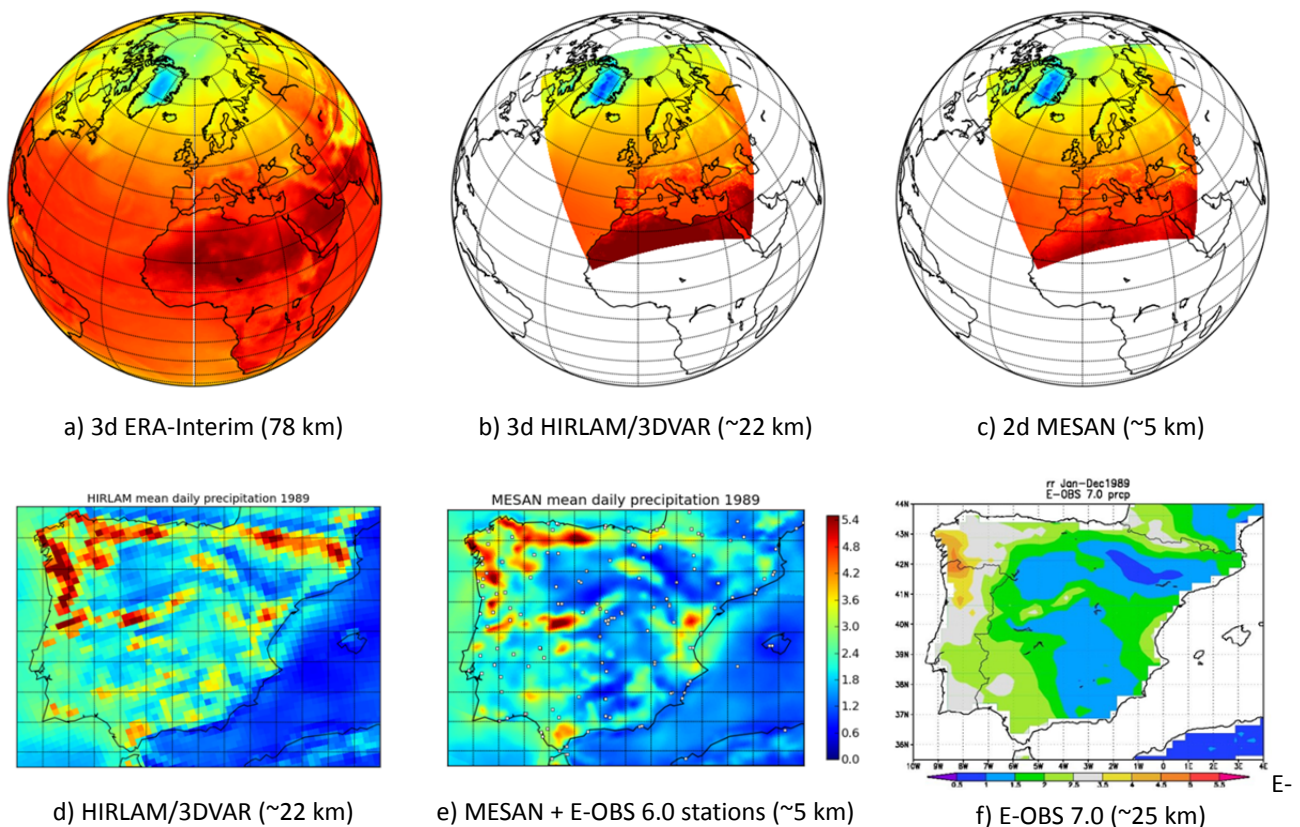 a) 3d ERA-Interim (78 km)
b) 3d HIRLAM/3DVAR (~22 km)
c) 2d MESAN (~5 km)
HIRLAM mean daily precipitation 1989
MESAN mean daily precipitation 1989
5.4
4.8
4.2
3.6
3.0
2.4
1.8
1.2
0.6
0.0
rr Jan-Dec1989
E-OBS 7.0 prcp
44N
43N
42N
41N
40N
39N
38N
37N
36N
10W 9W 8W 7W 6W 5W 4W 3W 2W 1W 0 1E 2E 3E 4E
0.5 1 1.5 2 2.5 3.5 4 4.5 5 5.5
E-
d) HIRLAM/3DVAR (~22 km)
e) MESAN + E-OBS 6.0 stations (~5 km)
f) E-OBS 7.0 (~25 km)